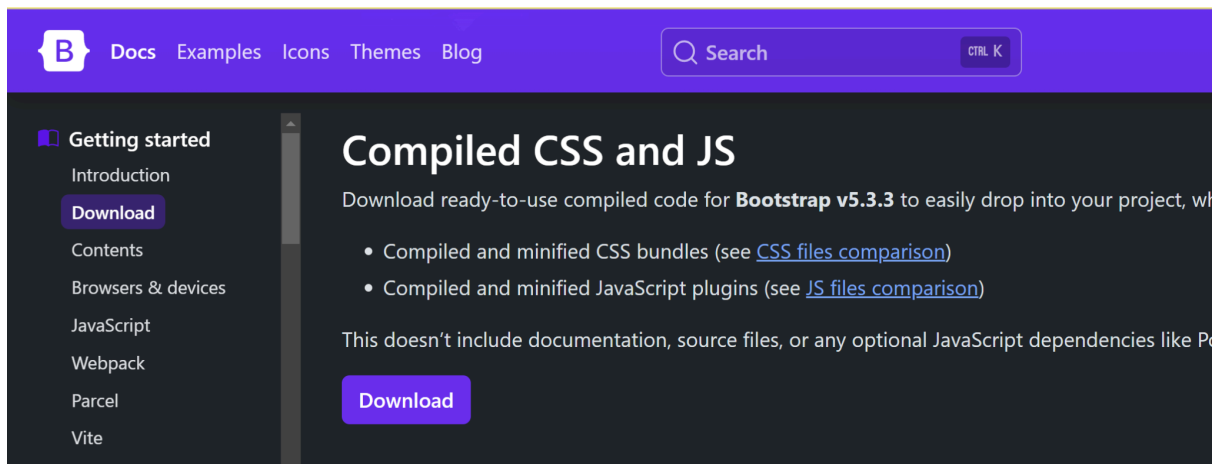 B Docs Examples Icons Themes Blog Search CTRL K
Getting started
Introduction
Download
Contents
Browsers & devices
JavaScript
Webpack
Parcel
Vite
Compiled CSS and JS
Download ready-to-use compiled code for Bootstrap v5.3.3 to easily drop into your project,
• Compiled and minified CSS bundles (see CSS files comparison)
• Compiled and minified JavaScript plugins (see JS files comparison)
This doesn’t include documentation, source files, or any optional JavaScript dependencies like
Download